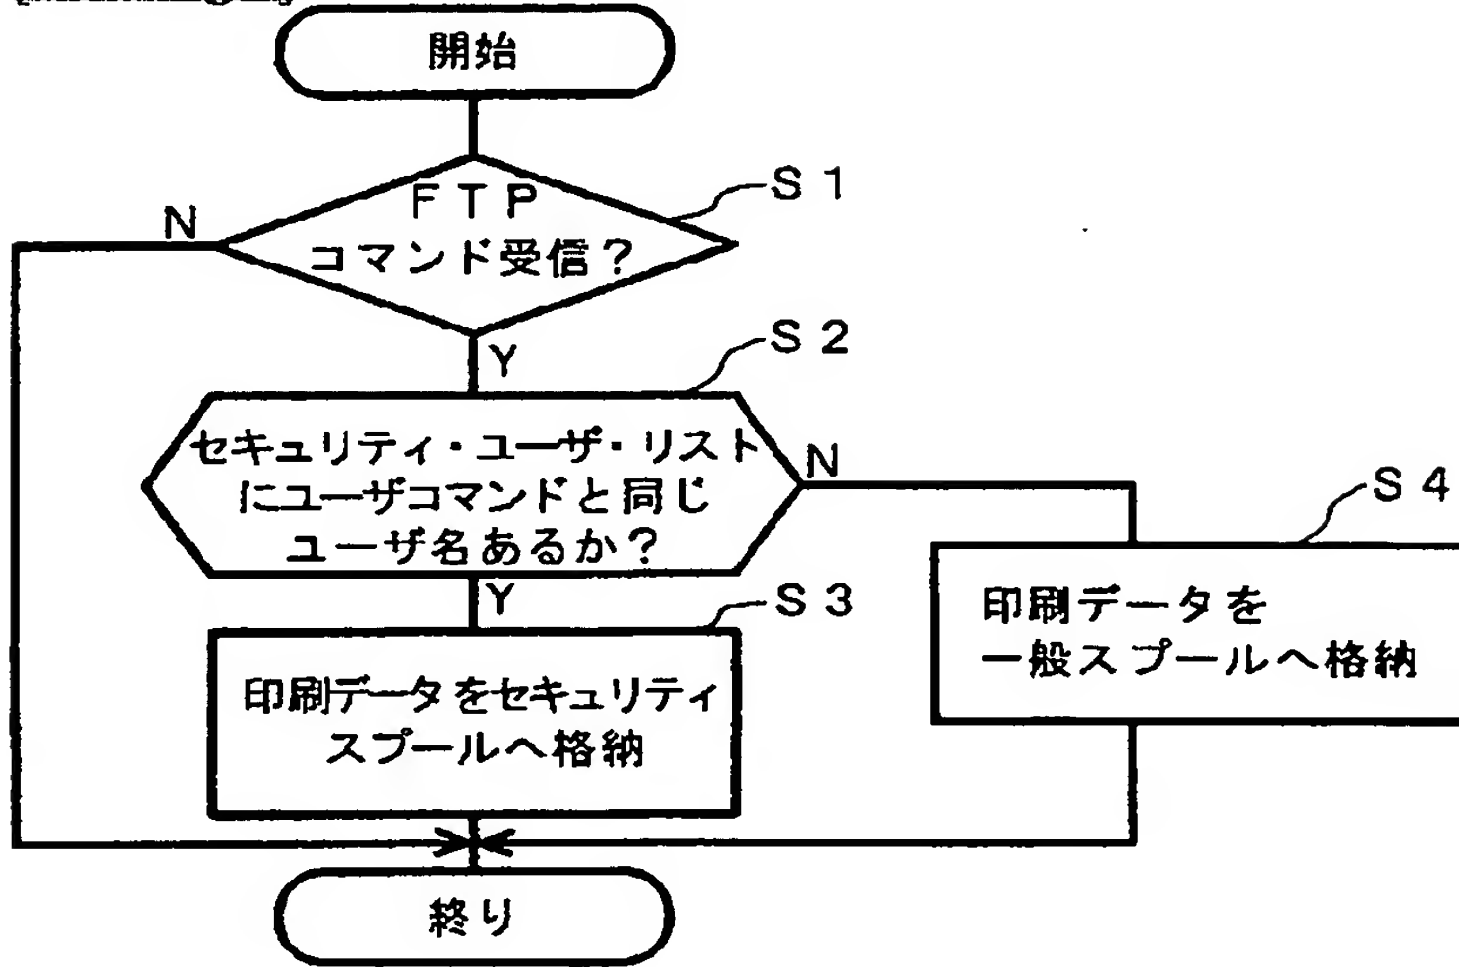 開始
FTP
コマンド受信?
S1
N
Y
S2
セキュリティ・ユーザ・リスト
にユーザコマンドと同じ
ユーザ名あるか?
N
Y
S3
S4
印刷データを
一般スプールへ格納
印刷データをセキュリティ
スプールへ格納
終り